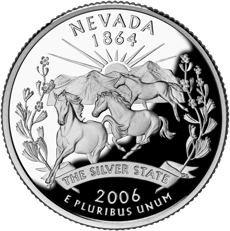 NEVADA
1864
THE SILVER STATE
2006
E PLURIBUS UNUM